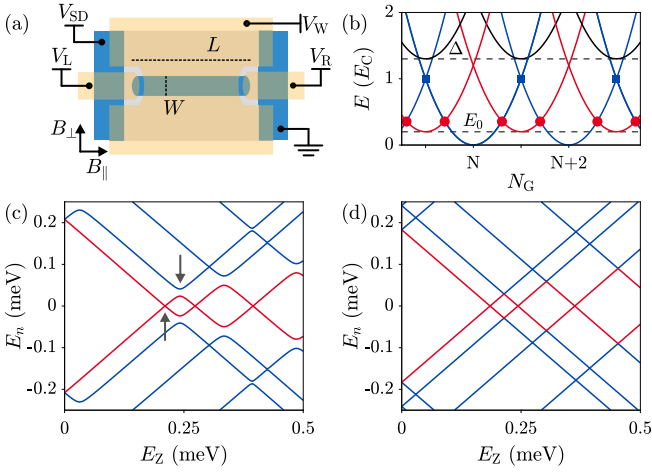 (a)
V_SD
V_W
L
V_L
V_R
W
B_⊥
B_∥
(b)
E (E_C)
2
1
0
Δ
E_0
N
N+2
N_G
(c)
E_n (meV)
0.2
0.1
0
-0.1
-0.2
0
0.25
0.5
E_Z (meV)
(d)
E_n (meV)
0.2
0.1
0
-0.1
-0.2
0
0.25
0.5
E_Z (meV)